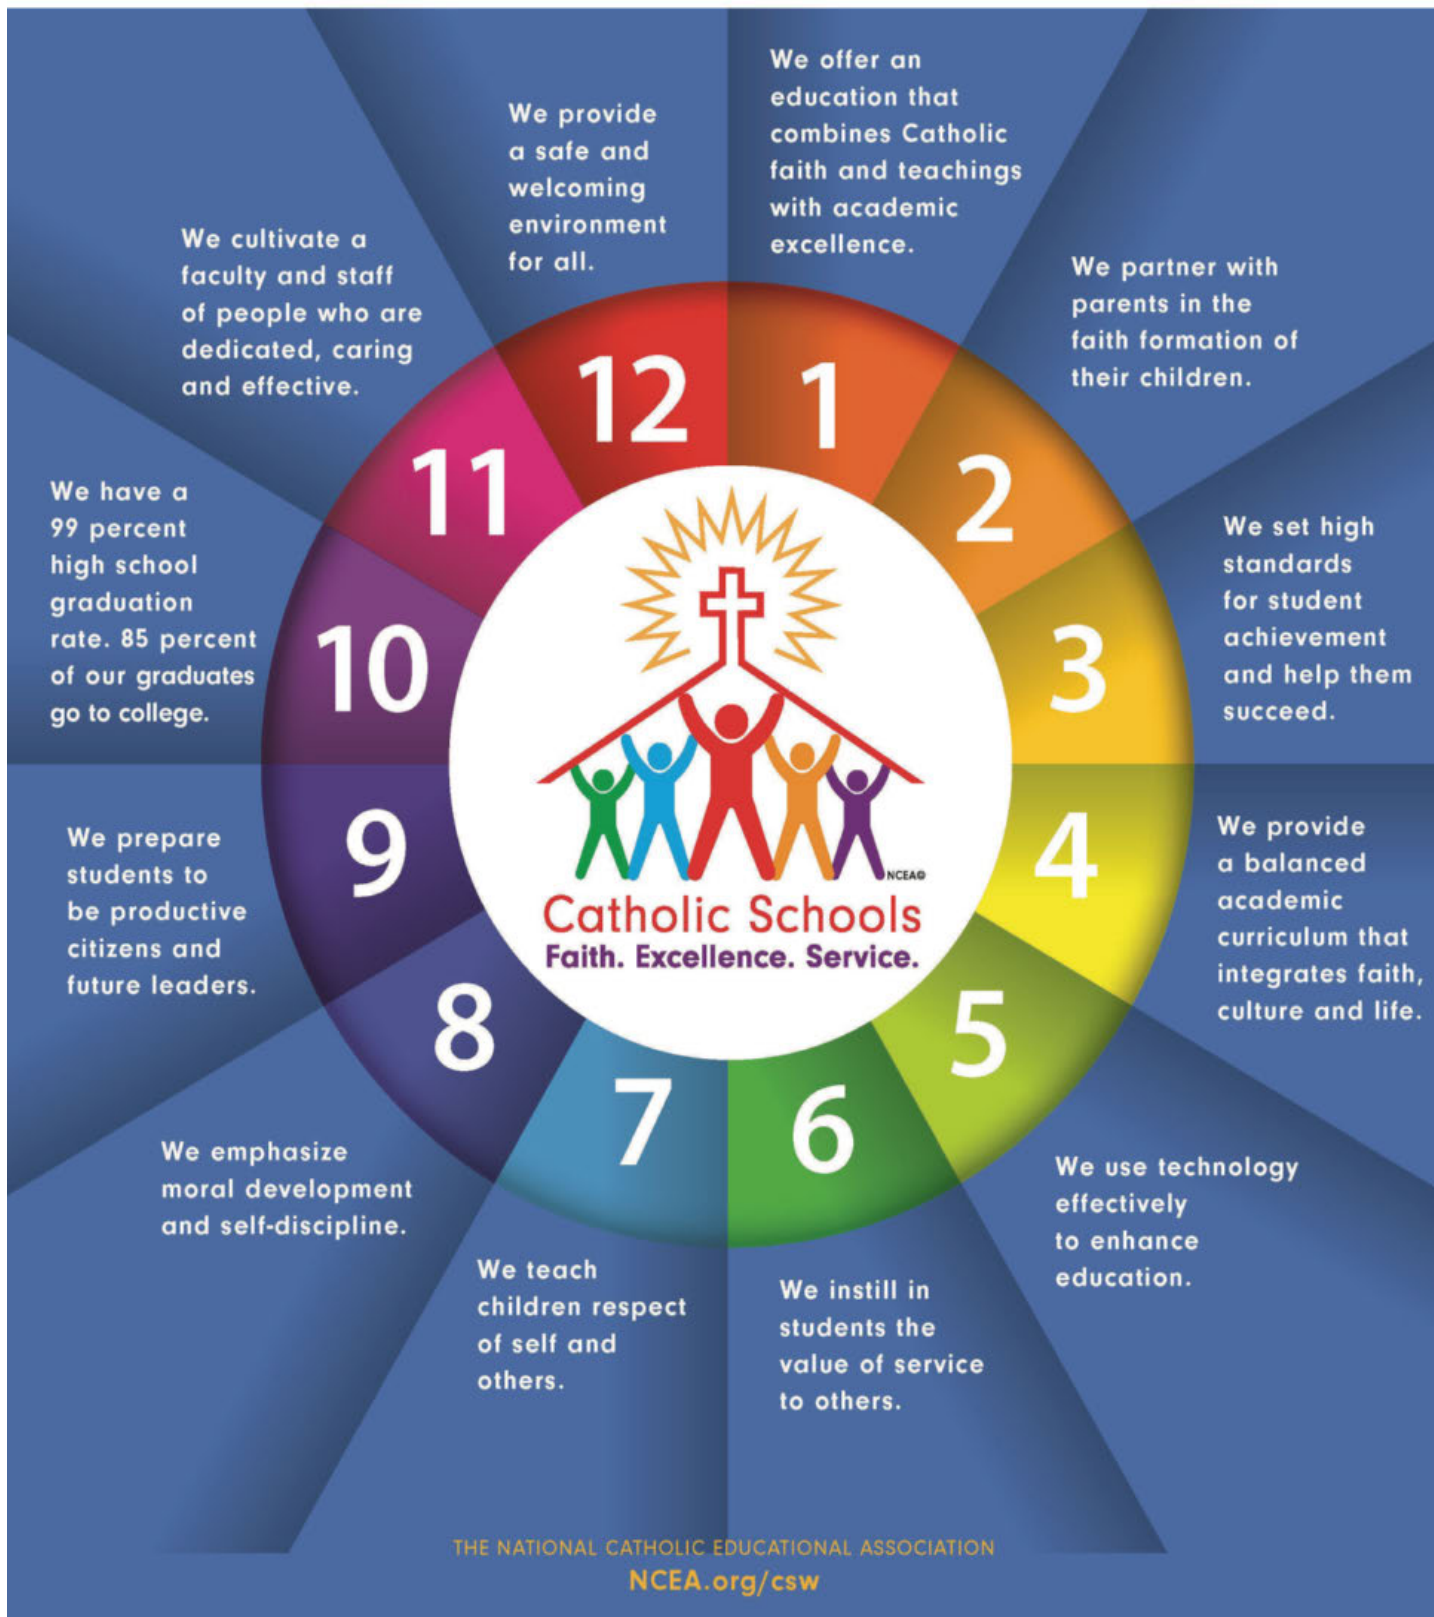 We offer an
education that
combines Catholic
faith and teachings
with academic
excellence.
1
We partner with
parents in the
faith formation of
their children.
2
We set high
standards
for student
achievement
and help them
succeed.
3
We provide
a balanced
academic
curriculum that
integrates faith,
culture and life.
4
We use technology
effectively
to enhance
education.
5
We instill in
students the
value of service
to others.
6
We teach
children respect
of self and
others.
7
We emphasize
moral development
and self-discipline.
8
We prepare
students to
be productive
citizens and
future leaders.
9
We have a
99 percent
high school
graduation
rate. 85 percent
of our graduates
go to college.
10
We cultivate a
faculty and staff
of people who are
dedicated, caring
and effective.
11
We provide
a safe and
welcoming
environment
for all.
12
NCEA©
Catholic Schools
Faith. Excellence. Service.
THE NATIONAL CATHOLIC EDUCATIONAL ASSOCIATION
NCEA.org/csw